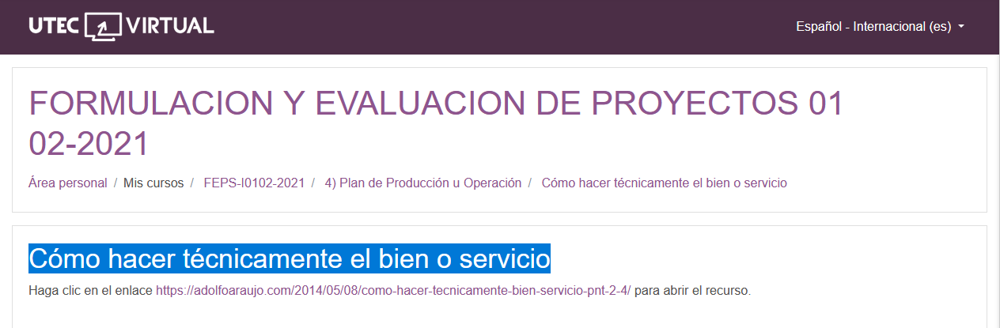 UTEC VIRTUAL
Español - Internacional (es)
FORMULACION Y EVALUACION DE PROYECTOS 01
02-2021
Área personal / Mis cursos / FEPS-I0102-2021 / 4) Plan de Producción u Operación / Cómo hacer técnicamente el bien o servicio
Cómo hacer técnicamente el bien o servicio
Haga clic en el enlace https://adolfoaraujo.com/2014/05/08/como-hacer-tecnicamente-bien-servicio-pnt-2-4/ para abrir el recurso.